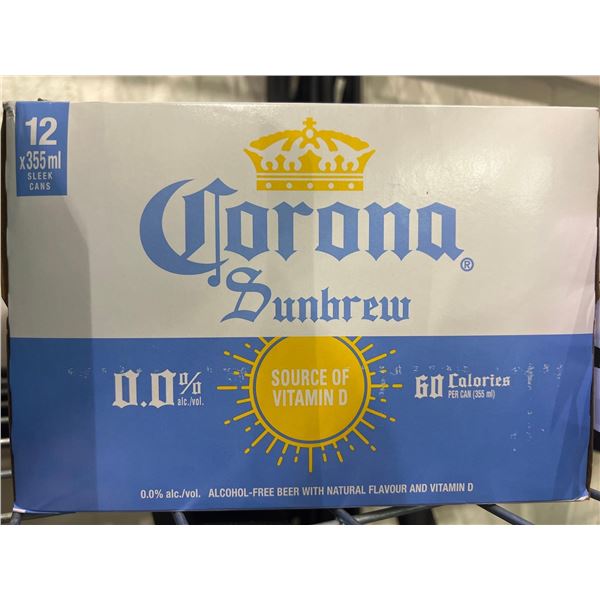 12
x355ml
SLEEK
CANS
Corona®
Sunbrew
0.0% alc./vol.
SOURCE OF
VITAMIN D
60 Calories
PER CAN (355 ml)
0.0% alc./vol. ALCOHOL-FREE BEER WITH NATURAL FLAVOUR AND VITAMIN D